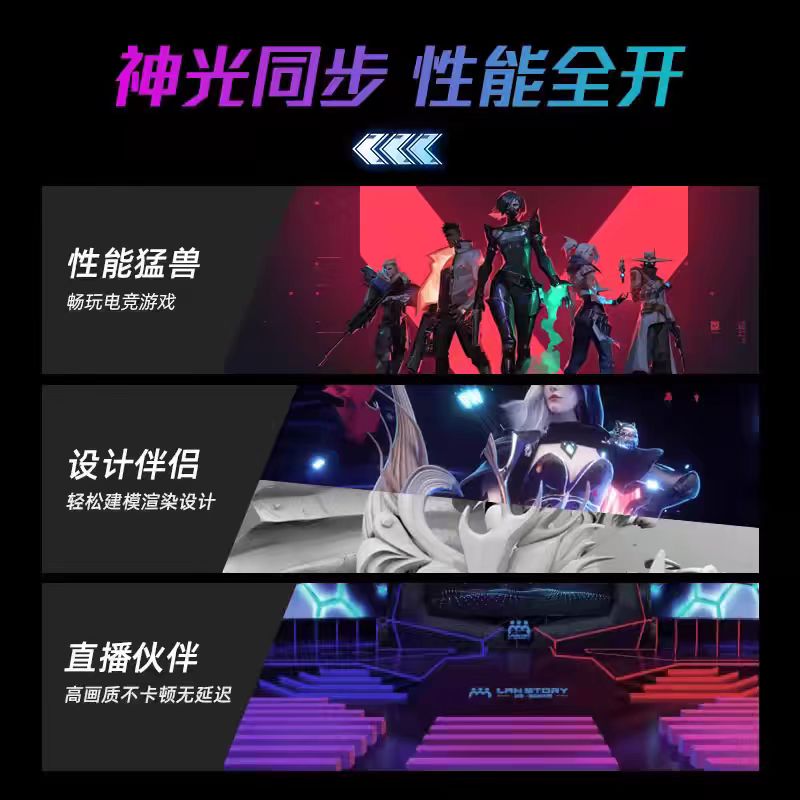 神光同步 性能全开
性能猛兽
畅玩电竞游戏
设计伴侣
轻松建模渲染设计
直播伙伴
高画质不卡顿无延迟
LAN STORY